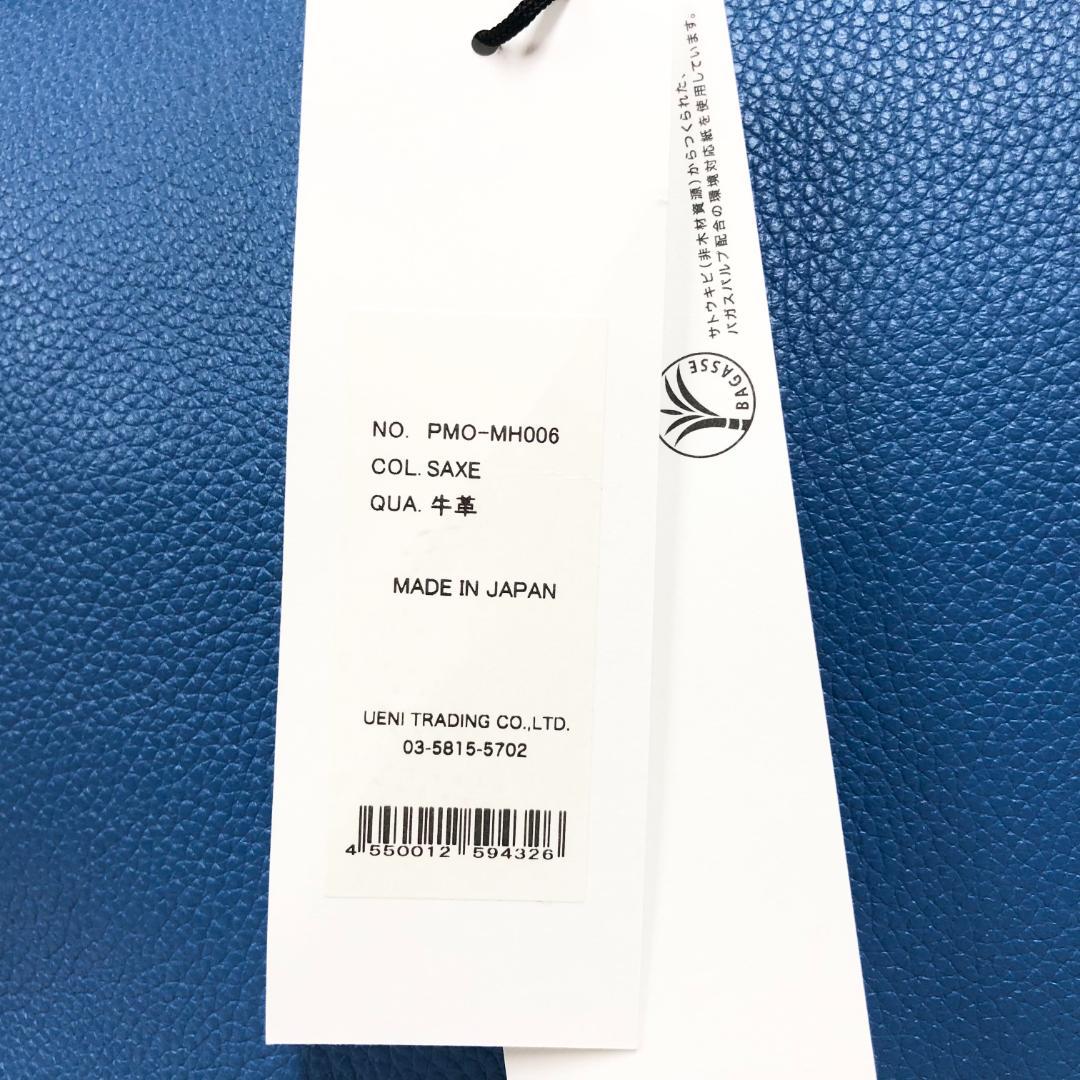 NO. PMO-MH006
COL. SAXE
QUA. 牛革
MADE IN JAPAN
UENI TRADING CO.,LTD.
03-5815-5702
4 550012 594326
サトウキビ(非木材資源)からつくられた、
バガスパルプ配合の環境対応紙を使用しています。
BAGASSE